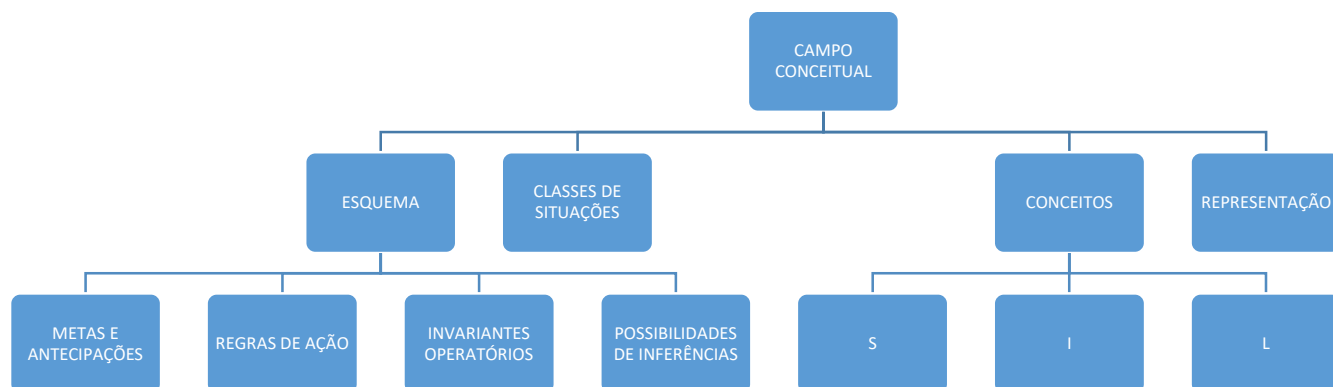 CAMPO
CONCEITUAL
ESQUEMA
CLASSES DE
SITUAÇÕES
CONCEITOS
REPRESENTAÇÃO
METAS E
ANTECIPAÇÕES
REGRAS DE AÇÃO
INVARIANTES
OPERATÓRIOS
POSSIBILIDADES
DE INFERÊNCIAS
S
I
L